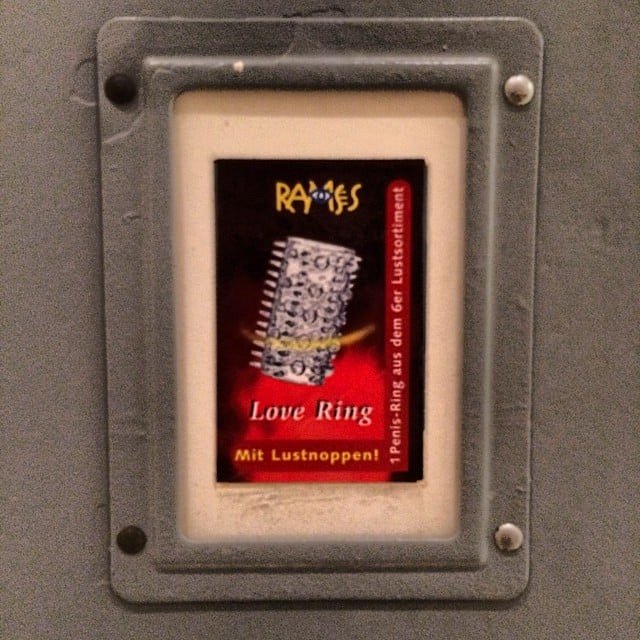 RAMSES
Love Ring
Mit Lustnoppen!
1 Penis-Ring aus dem 6er Lustsortiment